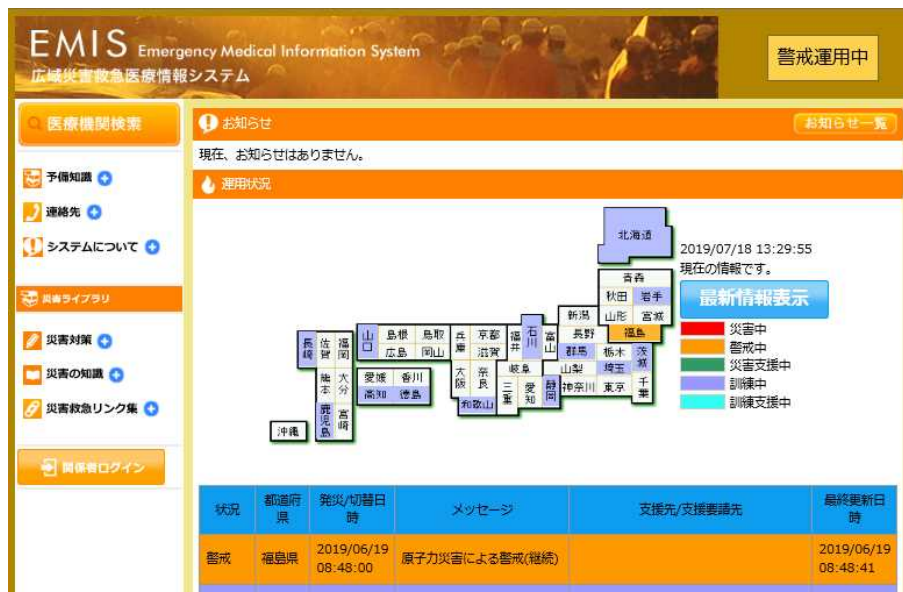 EMIS Emergency Medical Information System
広域災害救急医療情報システム
警戒運用中
医療機関検索
予備知識
連絡先
システムについて
災害ライブラリ
災害対策
災害の知識
災害救急リンク集
関係者ログイン
お知らせ
お知らせ一覧
現在、お知らせはありません。
運用状況
北海道
青森
秋田 岩手
新潟 山形 宮城
長崎 佐賀 福岡 山口 島根 鳥取 兵庫 京都 福井 石川 富山 長野 福島
広島 岡山 滋賀 群馬 栃木 茨城
熊本 大分 愛媛 香川 大阪 奈良 岐阜 山梨 埼玉 千葉
高知 徳島 三重 愛知 静岡 神奈川 東京
和歌山
鹿児島 宮崎
沖縄
2019/07/18 13:29:55
現在の情報です。
最新情報表示
災害中
警戒中
災害支援中
訓練中
訓練支援中
状況 都道府県 発災/切替日時 メッセージ 支援先/支援要請先 最終更新日時
警戒 福島県 2019/06/19 08:48:00 原子力災害による警戒(継続) 2019/06/19 08:48:41